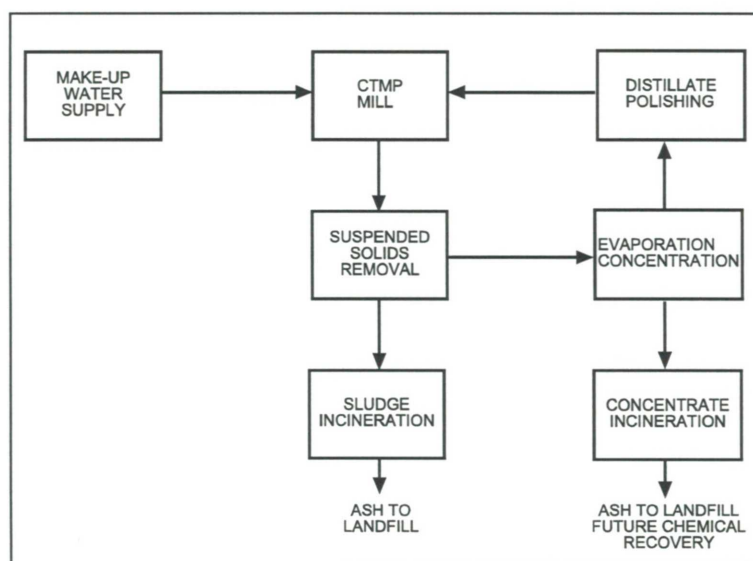 MAKE-UP
WATER
SUPPLY
CTMP
MILL
DISTILLATE
POLISHING
SUSPENDED
SOLIDS
REMOVAL
EVAPORATION
CONCENTRATION
SLUDGE
INCINERATION
CONCENTRATE
INCINERATION
ASH TO
LANDFILL
ASH TO LANDFILL
FUTURE CHEMICAL
RECOVERY